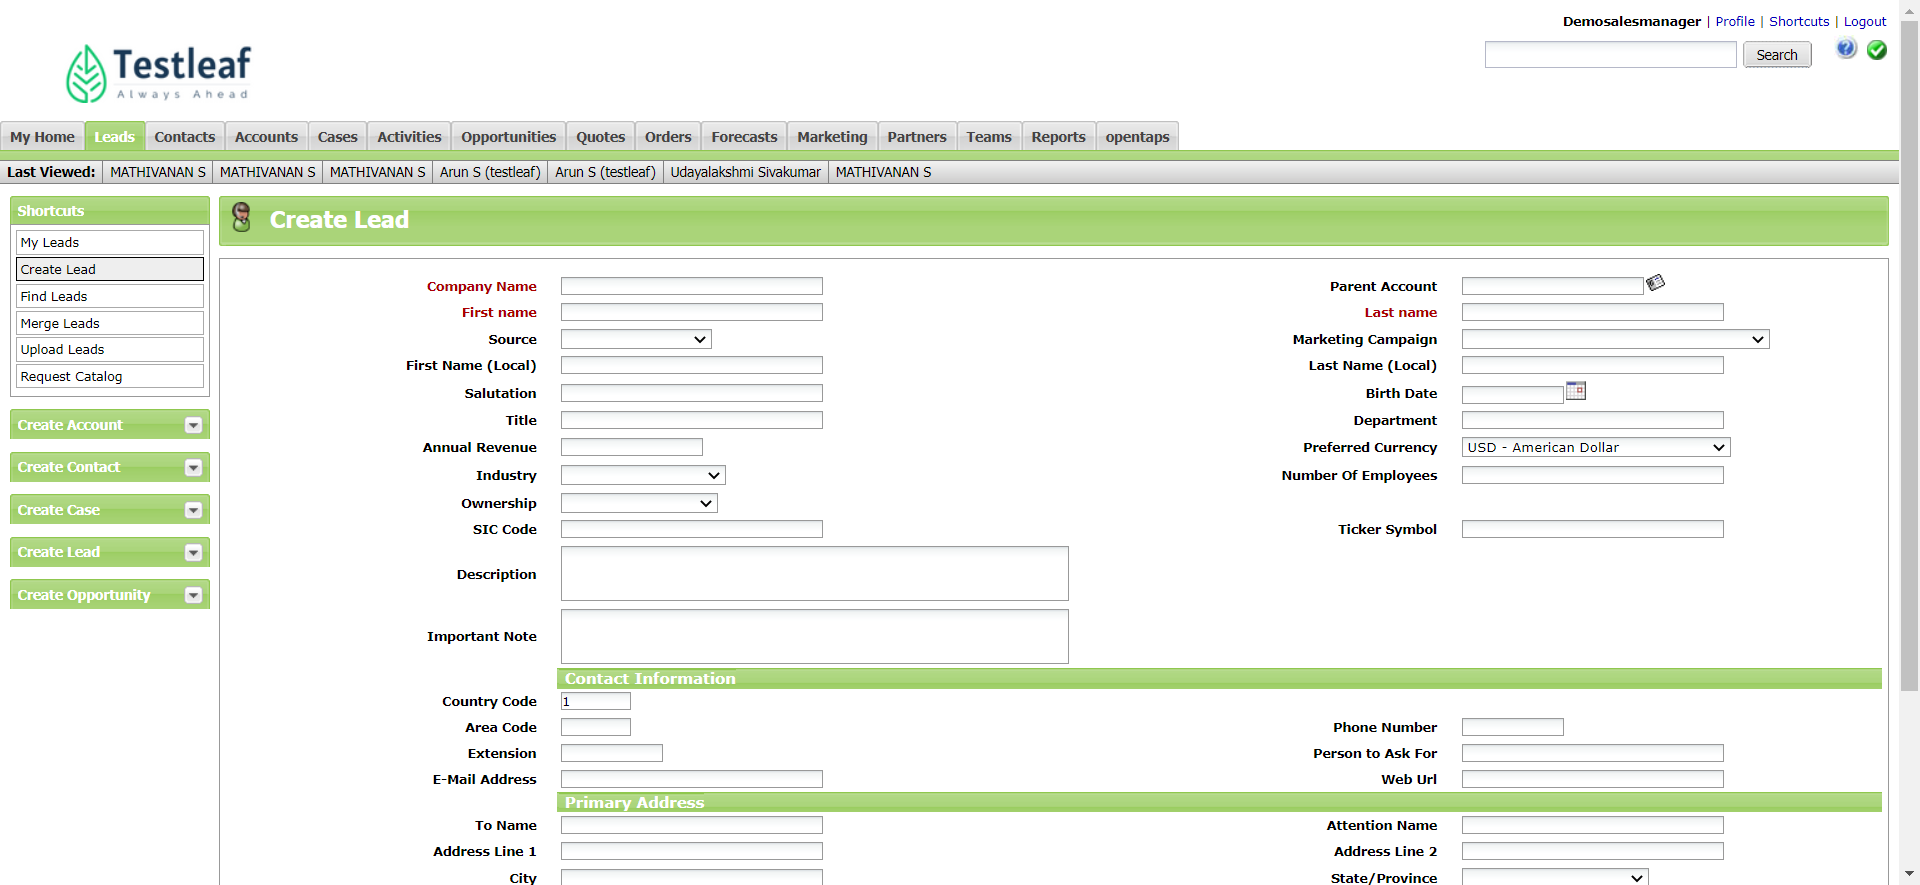 Demosalesmanager | Profile | Shortcuts | Logout
Search
Testleaf
Always Ahead
My Home Leads Contacts Accounts Cases Activities Opportunities Quotes Orders Forecasts Marketing Partners Teams Reports opentaps
Last Viewed: MATHIVANAN S MATHIVANAN S MATHIVANAN S Arun S (testleaf) Arun S (testleaf) Udayalakshmi Sivakumar MATHIVANAN S
Shortcuts
My Leads
Create Lead
Find Leads
Merge Leads
Upload Leads
Request Catalog
Create Account
Create Contact
Create Case
Create Lead
Create Opportunity
Create Lead
Company Name Parent Account
First name Last name
Source Marketing Campaign
First Name (Local) Last Name (Local)
Salutation Birth Date
Title Department
Annual Revenue Preferred Currency USD - American Dollar
Industry Number Of Employees
Ownership
SIC Code Ticker Symbol
Description
Important Note
Contact Information
Country Code 1
Area Code Phone Number
Extension Person to Ask For
E-Mail Address Web Url
Primary Address
To Name Attention Name
Address Line 1 Address Line 2
City State/Province